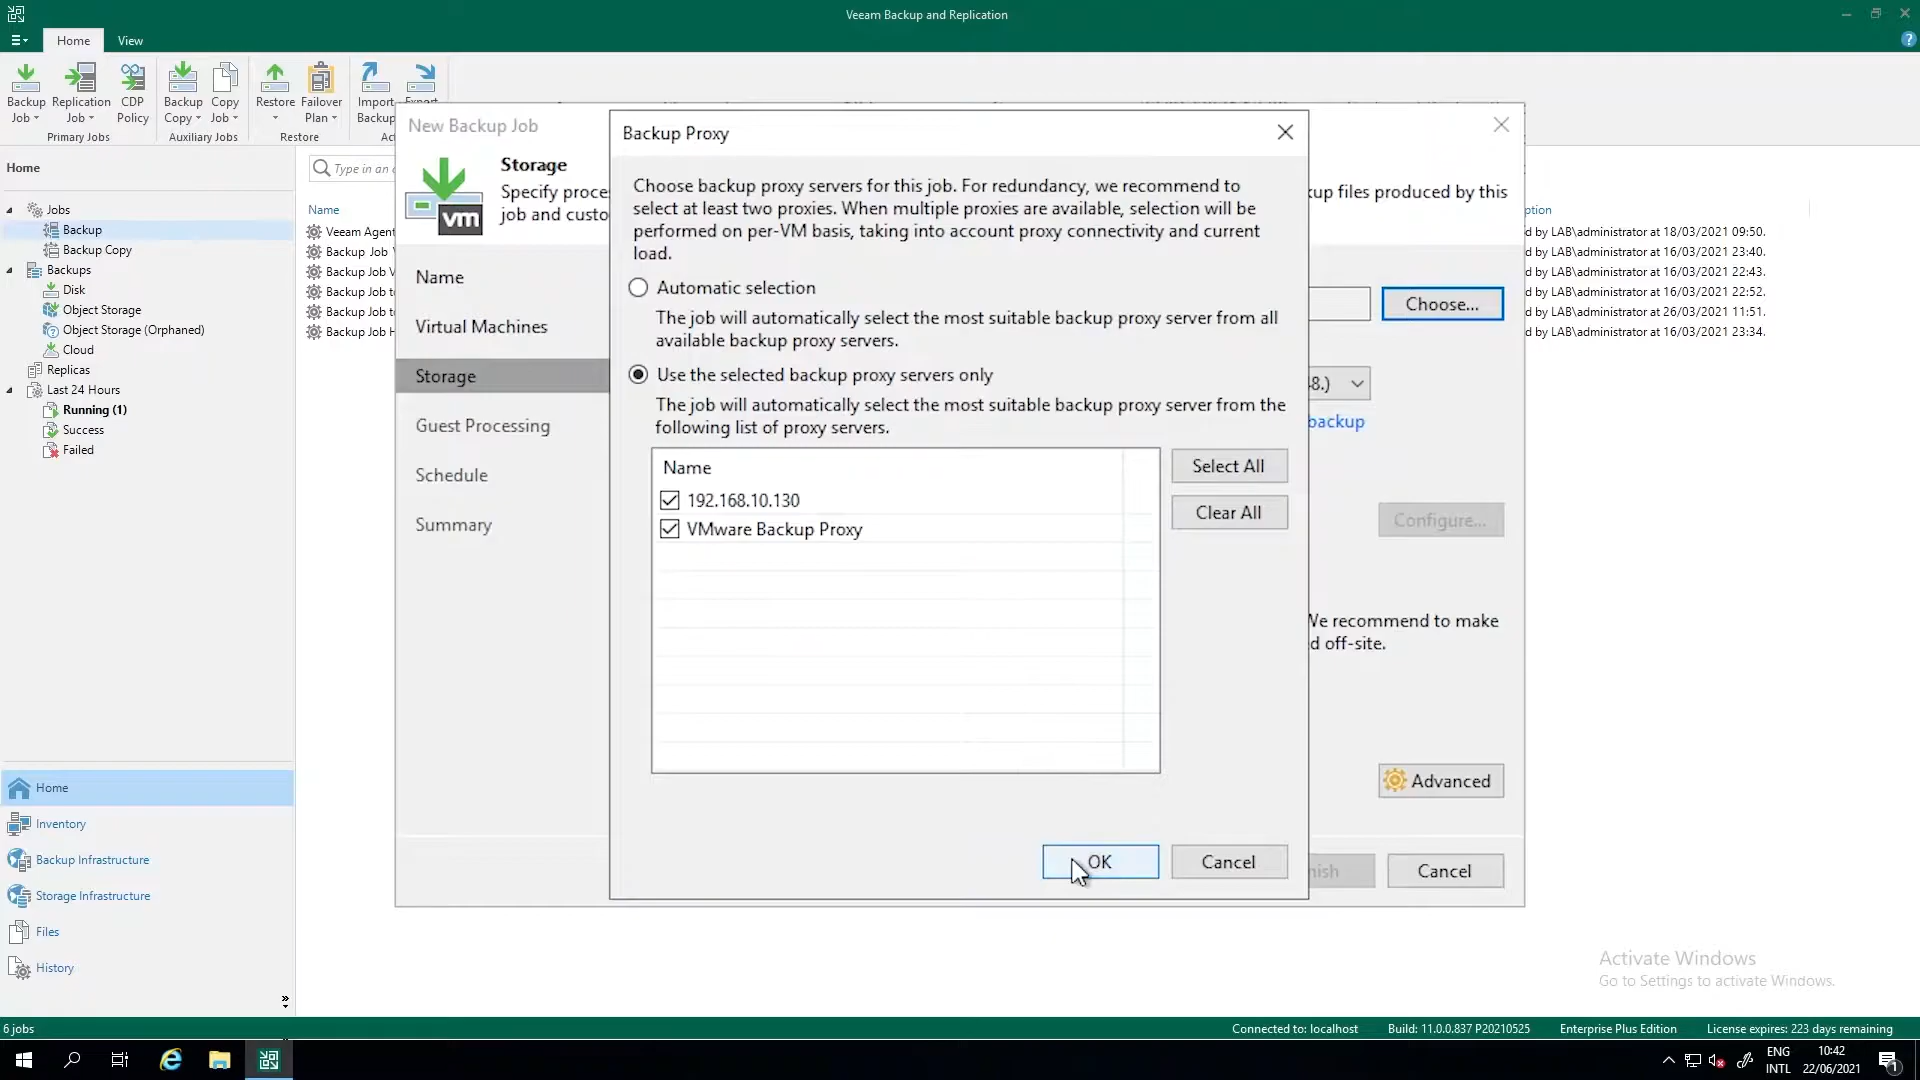 Veeam Backup and Replication
Home
View
Backup Job
Replication Job
CDP Policy
Backup Copy
Copy Job
Restore
Failover Plan
Import Backup
Export
Primary Jobs
Auxiliary Jobs
Restore
Home
Jobs
Backup
Backup Copy
Backups
Disk
Object Storage
Object Storage (Orphaned)
Cloud
Replicas
Last 24 Hours
Running (1)
Success
Failed
Home
Inventory
Backup Infrastructure
Storage Infrastructure
Files
History
Type in an
Name
Veeam Agent
Backup Job
Backup Job V
Backup Job t
Backup Job t
Backup Job H
ption
d by LAB\administrator at 18/03/2021 09:50.
d by LAB\administrator at 16/03/2021 23:40.
d by LAB\administrator at 16/03/2021 22:43.
d by LAB\administrator at 16/03/2021 22:52.
d by LAB\administrator at 26/03/2021 11:51.
d by LAB\administrator at 16/03/2021 23:34.
New Backup Job
vm
Storage
Specify proce
job and custo
kup files produced by this
Name
Virtual Machines
Storage
Guest Processing
Schedule
Summary
Choose...
8.)
backup
Configure...
We recommend to make
d off-site.
Advanced
nish
Cancel
Backup Proxy
Choose backup proxy servers for this job. For redundancy, we recommend to
select at least two proxies. When multiple proxies are available, selection will be
performed on per-VM basis, taking into account proxy connectivity and current
load.
Automatic selection
The job will automatically select the most suitable backup proxy server from all
available backup proxy servers.
Use the selected backup proxy servers only
The job will automatically select the most suitable backup proxy server from the
following list of proxy servers.
Name
192.168.10.130
VMware Backup Proxy
Select All
Clear All
OK
Cancel
Activate Windows
Go to Settings to activate Windows.
6 jobs
Connected to: localhost
Build: 11.0.0.837 P20210525
Enterprise Plus Edition
License expires: 223 days remaining
ENG
INTL
10:42
22/06/2021
1